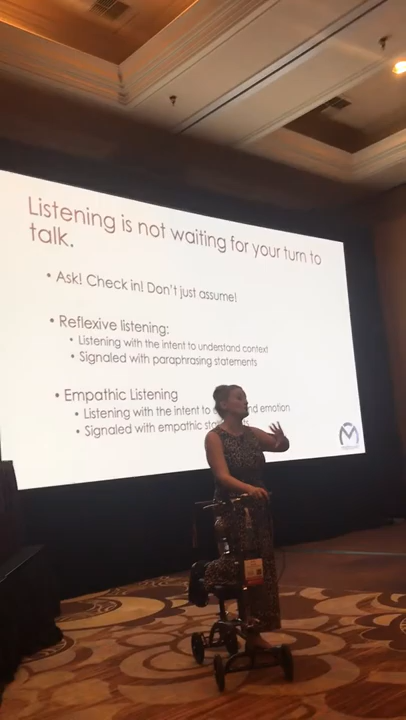 Listening is not waiting for your turn to
talk.
• Ask! Check in! Don't just assume!
• Reflexive listening:
• Listening with the intent to understand context
• Signaled with paraphrasing statements
• Empathic Listening
• Listening with the intent to and emotion
• Signaled with empathic